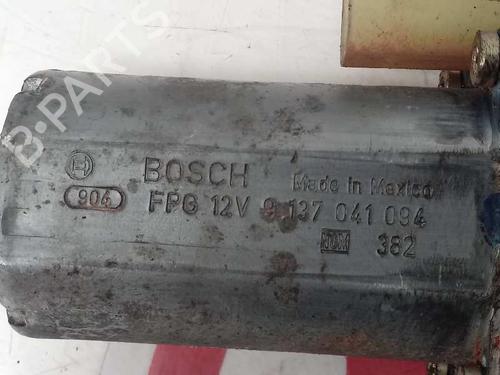 B-PARTS
BOSCH Made in Mexico
904 FPG 12V 9 137 041 094
382